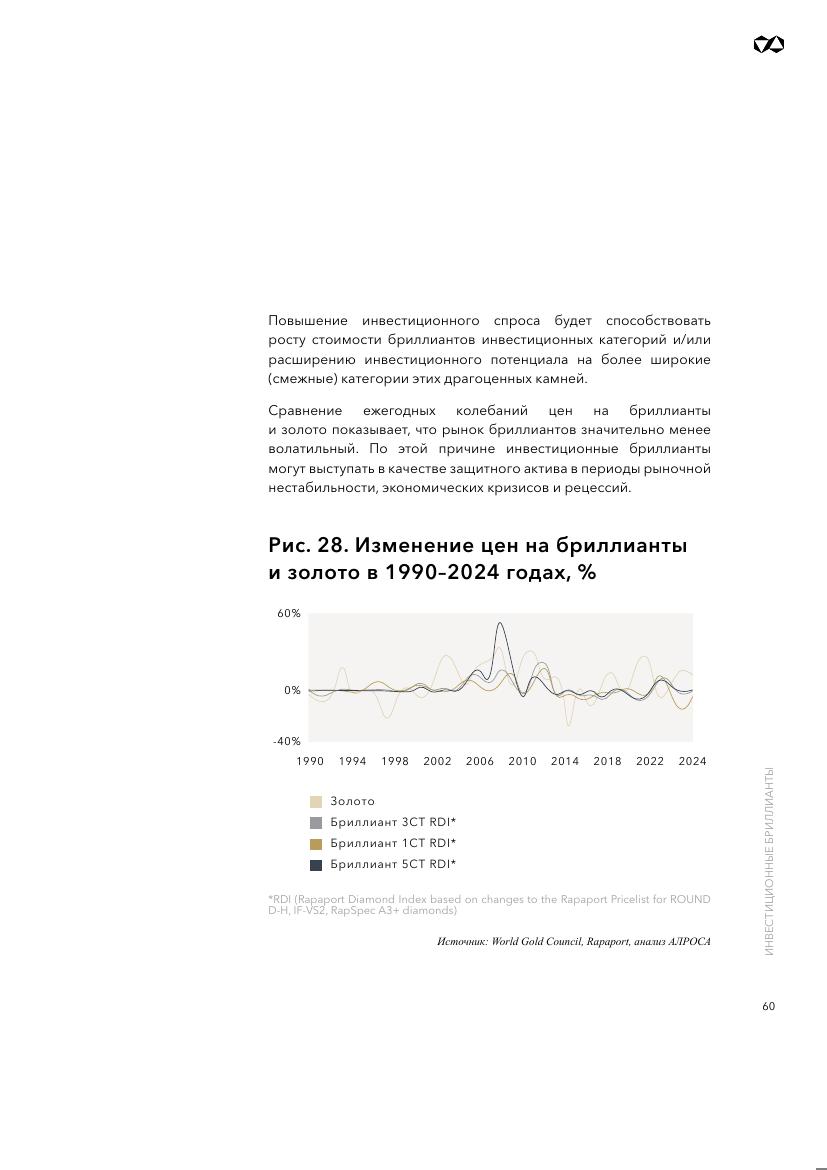 Повышение инвестиционного спроса будет способствовать
росту стоимости бриллиантов инвестиционных категорий и/или
расширению инвестиционного потенциала на более широкие
(смежные) категории этих драгоценных камней.
Сравнение ежегодных колебаний цен на бриллианты
и золото показывает, что рынок бриллиантов значительно менее
волатильный. По этой причине инвестиционные бриллианты
могут выступать в качестве защитного актива в периоды рыночной
нестабильности, экономических кризисов и рецессий.
Рис. 28. Изменение цен на бриллианты
и золото в 1990–2024 годах, %
60%
0%
-40%
1990 1994 1998 2002 2006 2010 2014 2018 2022 2024
Золото
Бриллиант 3CT RDI*
Бриллиант 1CT RDI*
Бриллиант 5CT RDI*
*RDI (Rapaport Diamond Index based on changes to the Rapaport Pricelist for ROUND
D-H, IF-VS2, RapSpec A3+ diamonds)
Источник: World Gold Council, Rapaport, анализ АЛРОСА
ИНВЕСТИЦИОННЫЕ БРИЛЛИАНТЫ
60